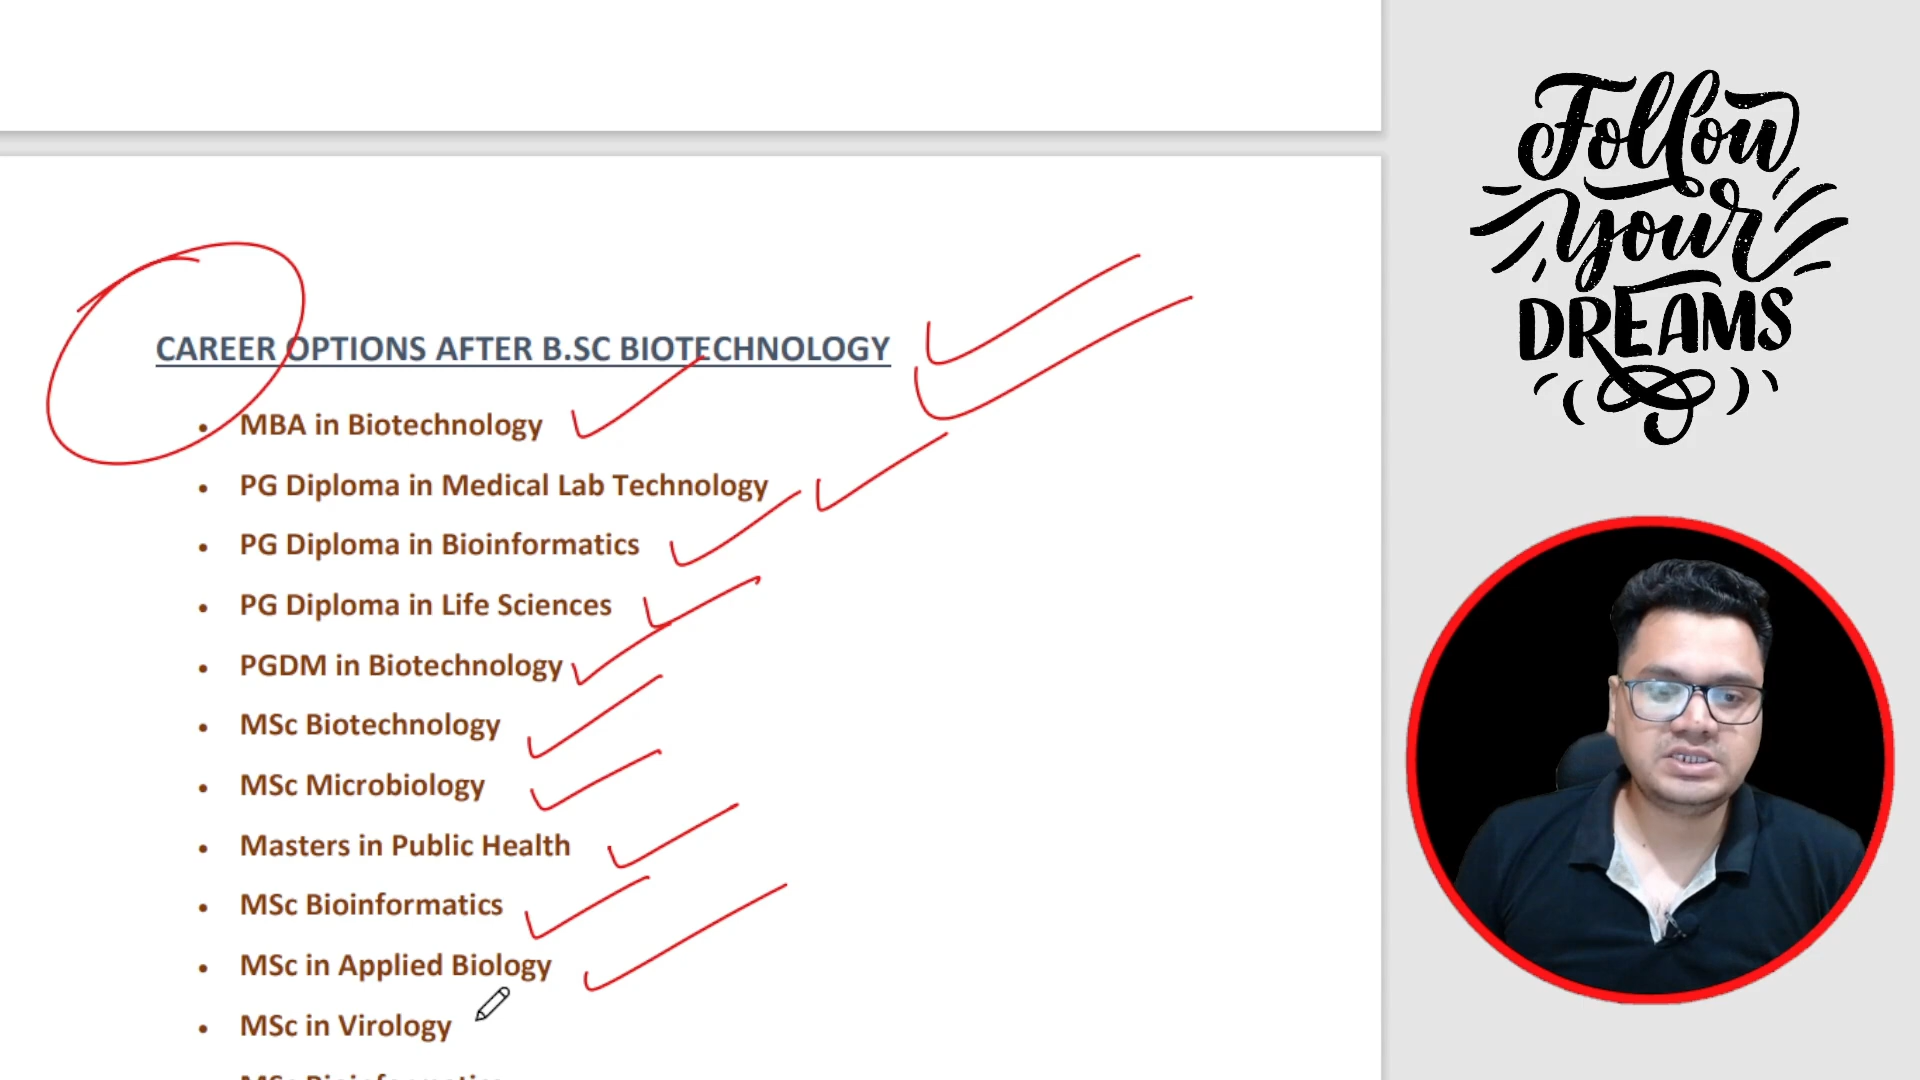 CAREER OPTIONS AFTER B.SC BIOTECHNOLOGY
• MBA in Biotechnology
• PG Diploma in Medical Lab Technology
• PG Diploma in Bioinformatics
• PG Diploma in Life Sciences
• PGDM in Biotechnology
• MSc Biotechnology
• MSc Microbiology
• Masters in Public Health
• MSc Bioinformatics
• MSc in Applied Biology
• MSc in Virology
Follow
Your
DREAMS